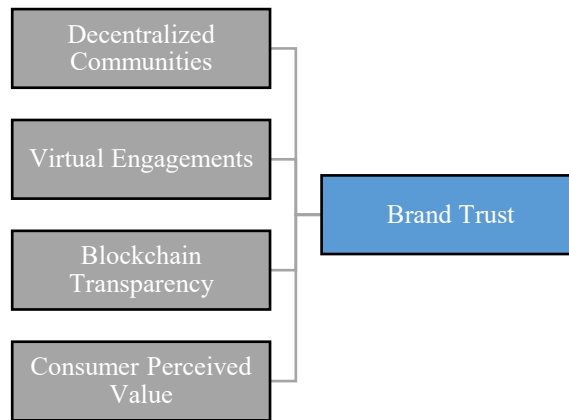 Decentralized
Communities
Virtual Engagements
Blockchain
Transparency
Consumer Perceived
Value
Brand Trust